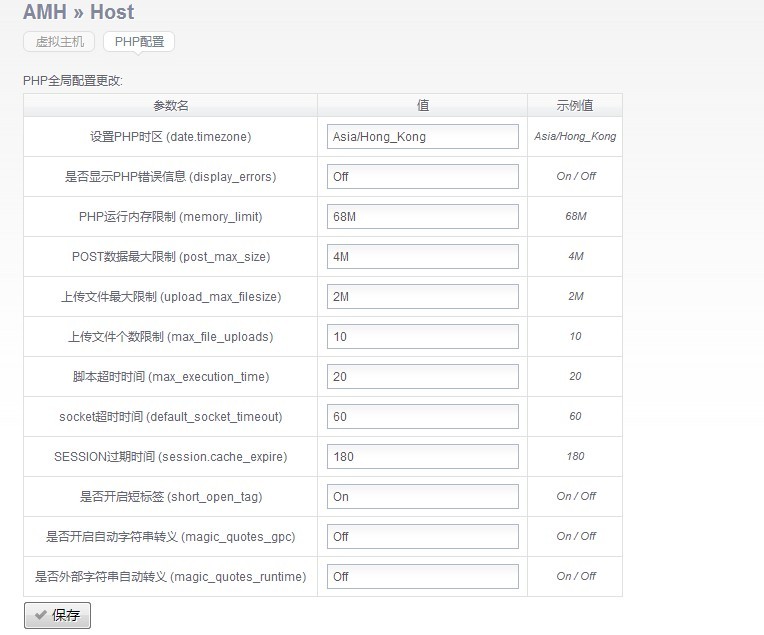 AMH » Host
虚拟主机 PHP配置
PHP全局配置更改:
参数名 值 示例值
设置PHP时区 (date.timezone) Asia/Hong_Kong Asia/Hong_Kong
是否显示PHP错误信息 (display_errors) Off On / Off
PHP运行内存限制 (memory_limit) 68M 68M
POST数据最大限制 (post_max_size) 4M 4M
上传文件最大限制 (upload_max_filesize) 2M 2M
上传文件个数限制 (max_file_uploads) 10 10
脚本超时时间 (max_execution_time) 20 20
socket超时时间 (default_socket_timeout) 60 60
SESSION过期时间 (session.cache_expire) 180 180
是否开启短标签 (short_open_tag) On On / Off
是否开启自动字符串转义 (magic_quotes_gpc) Off On / Off
是否外部字符串自动转义 (magic_quotes_runtime) Off On / Off
保存